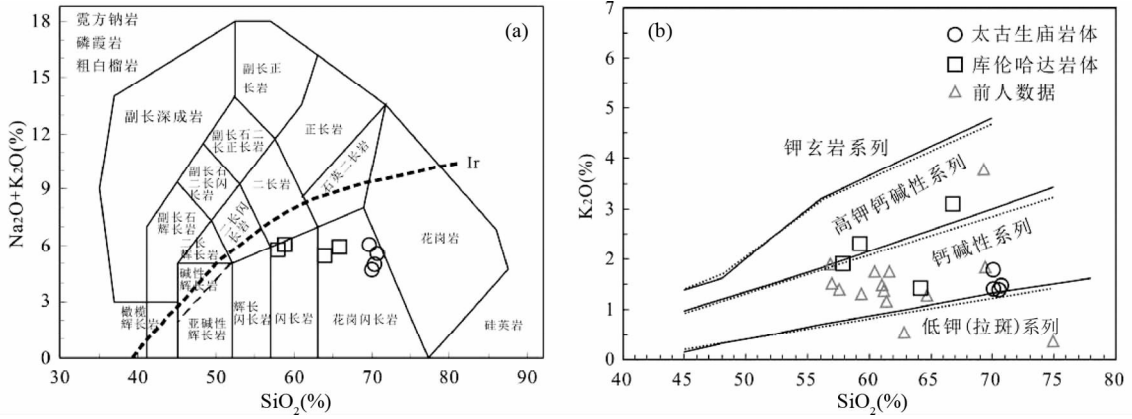 (a)
霓方钠岩
磷霞岩
粗白榴岩
副长深成岩
副长正
长岩
副长石二
长正长岩
正长岩
石英二长岩
副长石
二长闪
长岩
二长岩
副长石
辉长岩
二长闪
长岩
二长
辉长岩
碱性
辉长岩
橄榄
辉长岩
亚碱性
辉长岩
辉长
闪长岩
闪长岩
花岗闪长岩
花岗岩
硅英岩
Ir
18
15
12
9
6
3
0
Na₂O+K₂O(%)
30 40 50 60 70 80 90
SiO₂(%)
(b)
太古生庙岩体
库伦哈达岩体
前人数据
钾玄岩系列
高钾钙碱性系列
钙碱性系列
低钾(拉斑)系列
7
6
5
4
3
2
1
0
K₂O(%)
40 45 50 55 60 65 70 75 80
SiO₂(%)